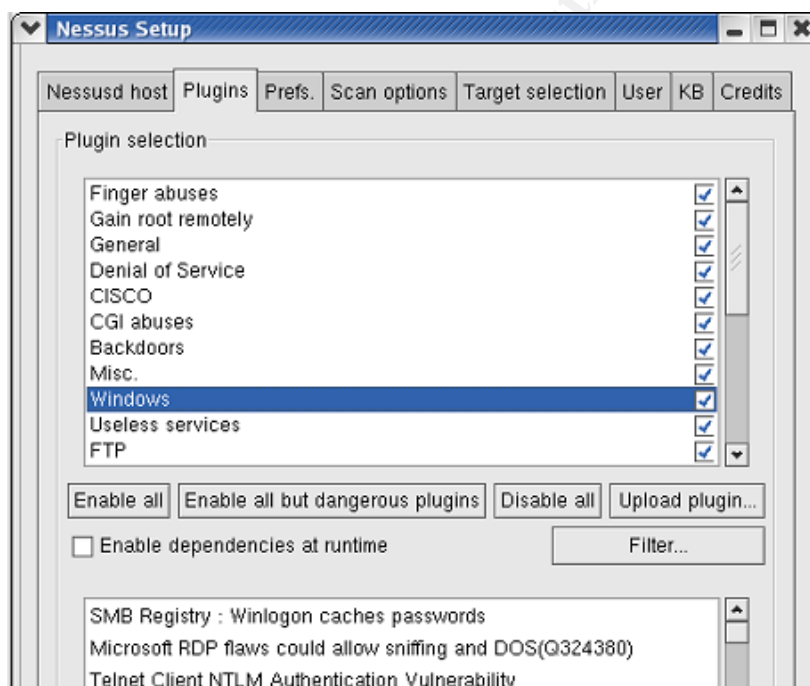 Nessus Setup
Nessusd host Plugins Prefs. Scan options Target selection User KB Credits
Plugin selection
Finger abuses
Gain root remotely
General
Denial of Service
CISCO
CGI abuses
Backdoors
Misc.
Windows
Useless services
FTP
Enable all Enable all but dangerous plugins Disable all Upload plugin...
Enable dependencies at runtime Filter...
SMB Registry : Winlogon caches passwords
Microsoft RDP flaws could allow sniffing and DOS(Q324380)
Telnet Client NTLM Authentication Vulnerability